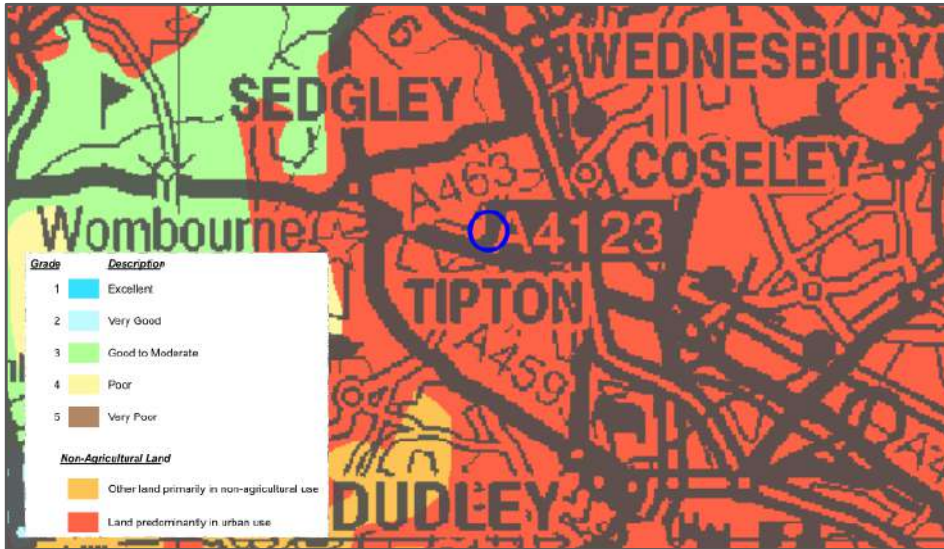 WEDNESBURY
SEDGLEY
COSELEY
A463
Wombourne
A4123
TIPTON
A459
DUDLEY
Grade Description
1 Excellent
2 Very Good
3 Good to Moderate
4 Poor
5 Very Poor
Non-Agricultural Land
Other land primarily in non-agricultural use
Land predominantly in urban use